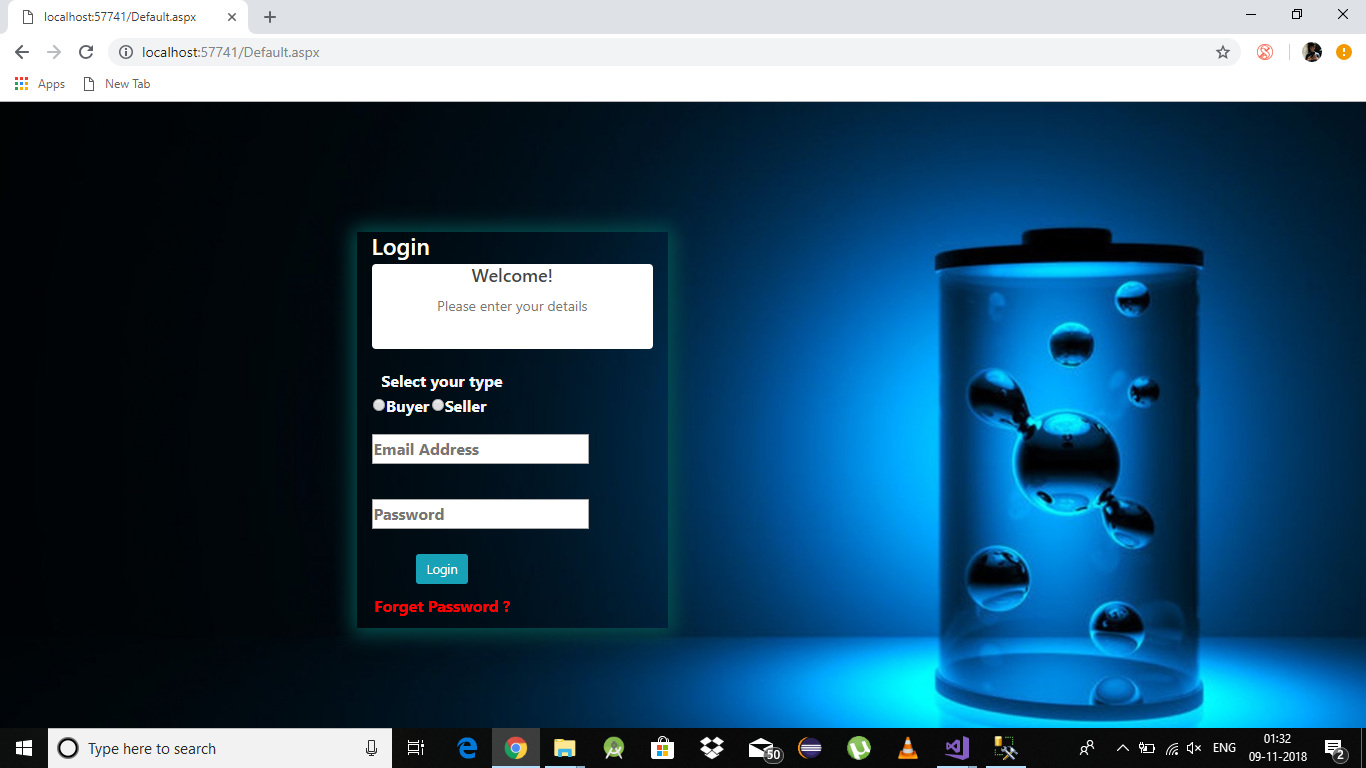 localhost:57741/Default.aspx
localhost:57741/Default.aspx
Apps New Tab
Login
Welcome!
Please enter your details
Select your type
Buyer Seller
Email Address
Password
Login
Forget Password ?
Type here to search
50
ENG
01:32
09-11-2018
2